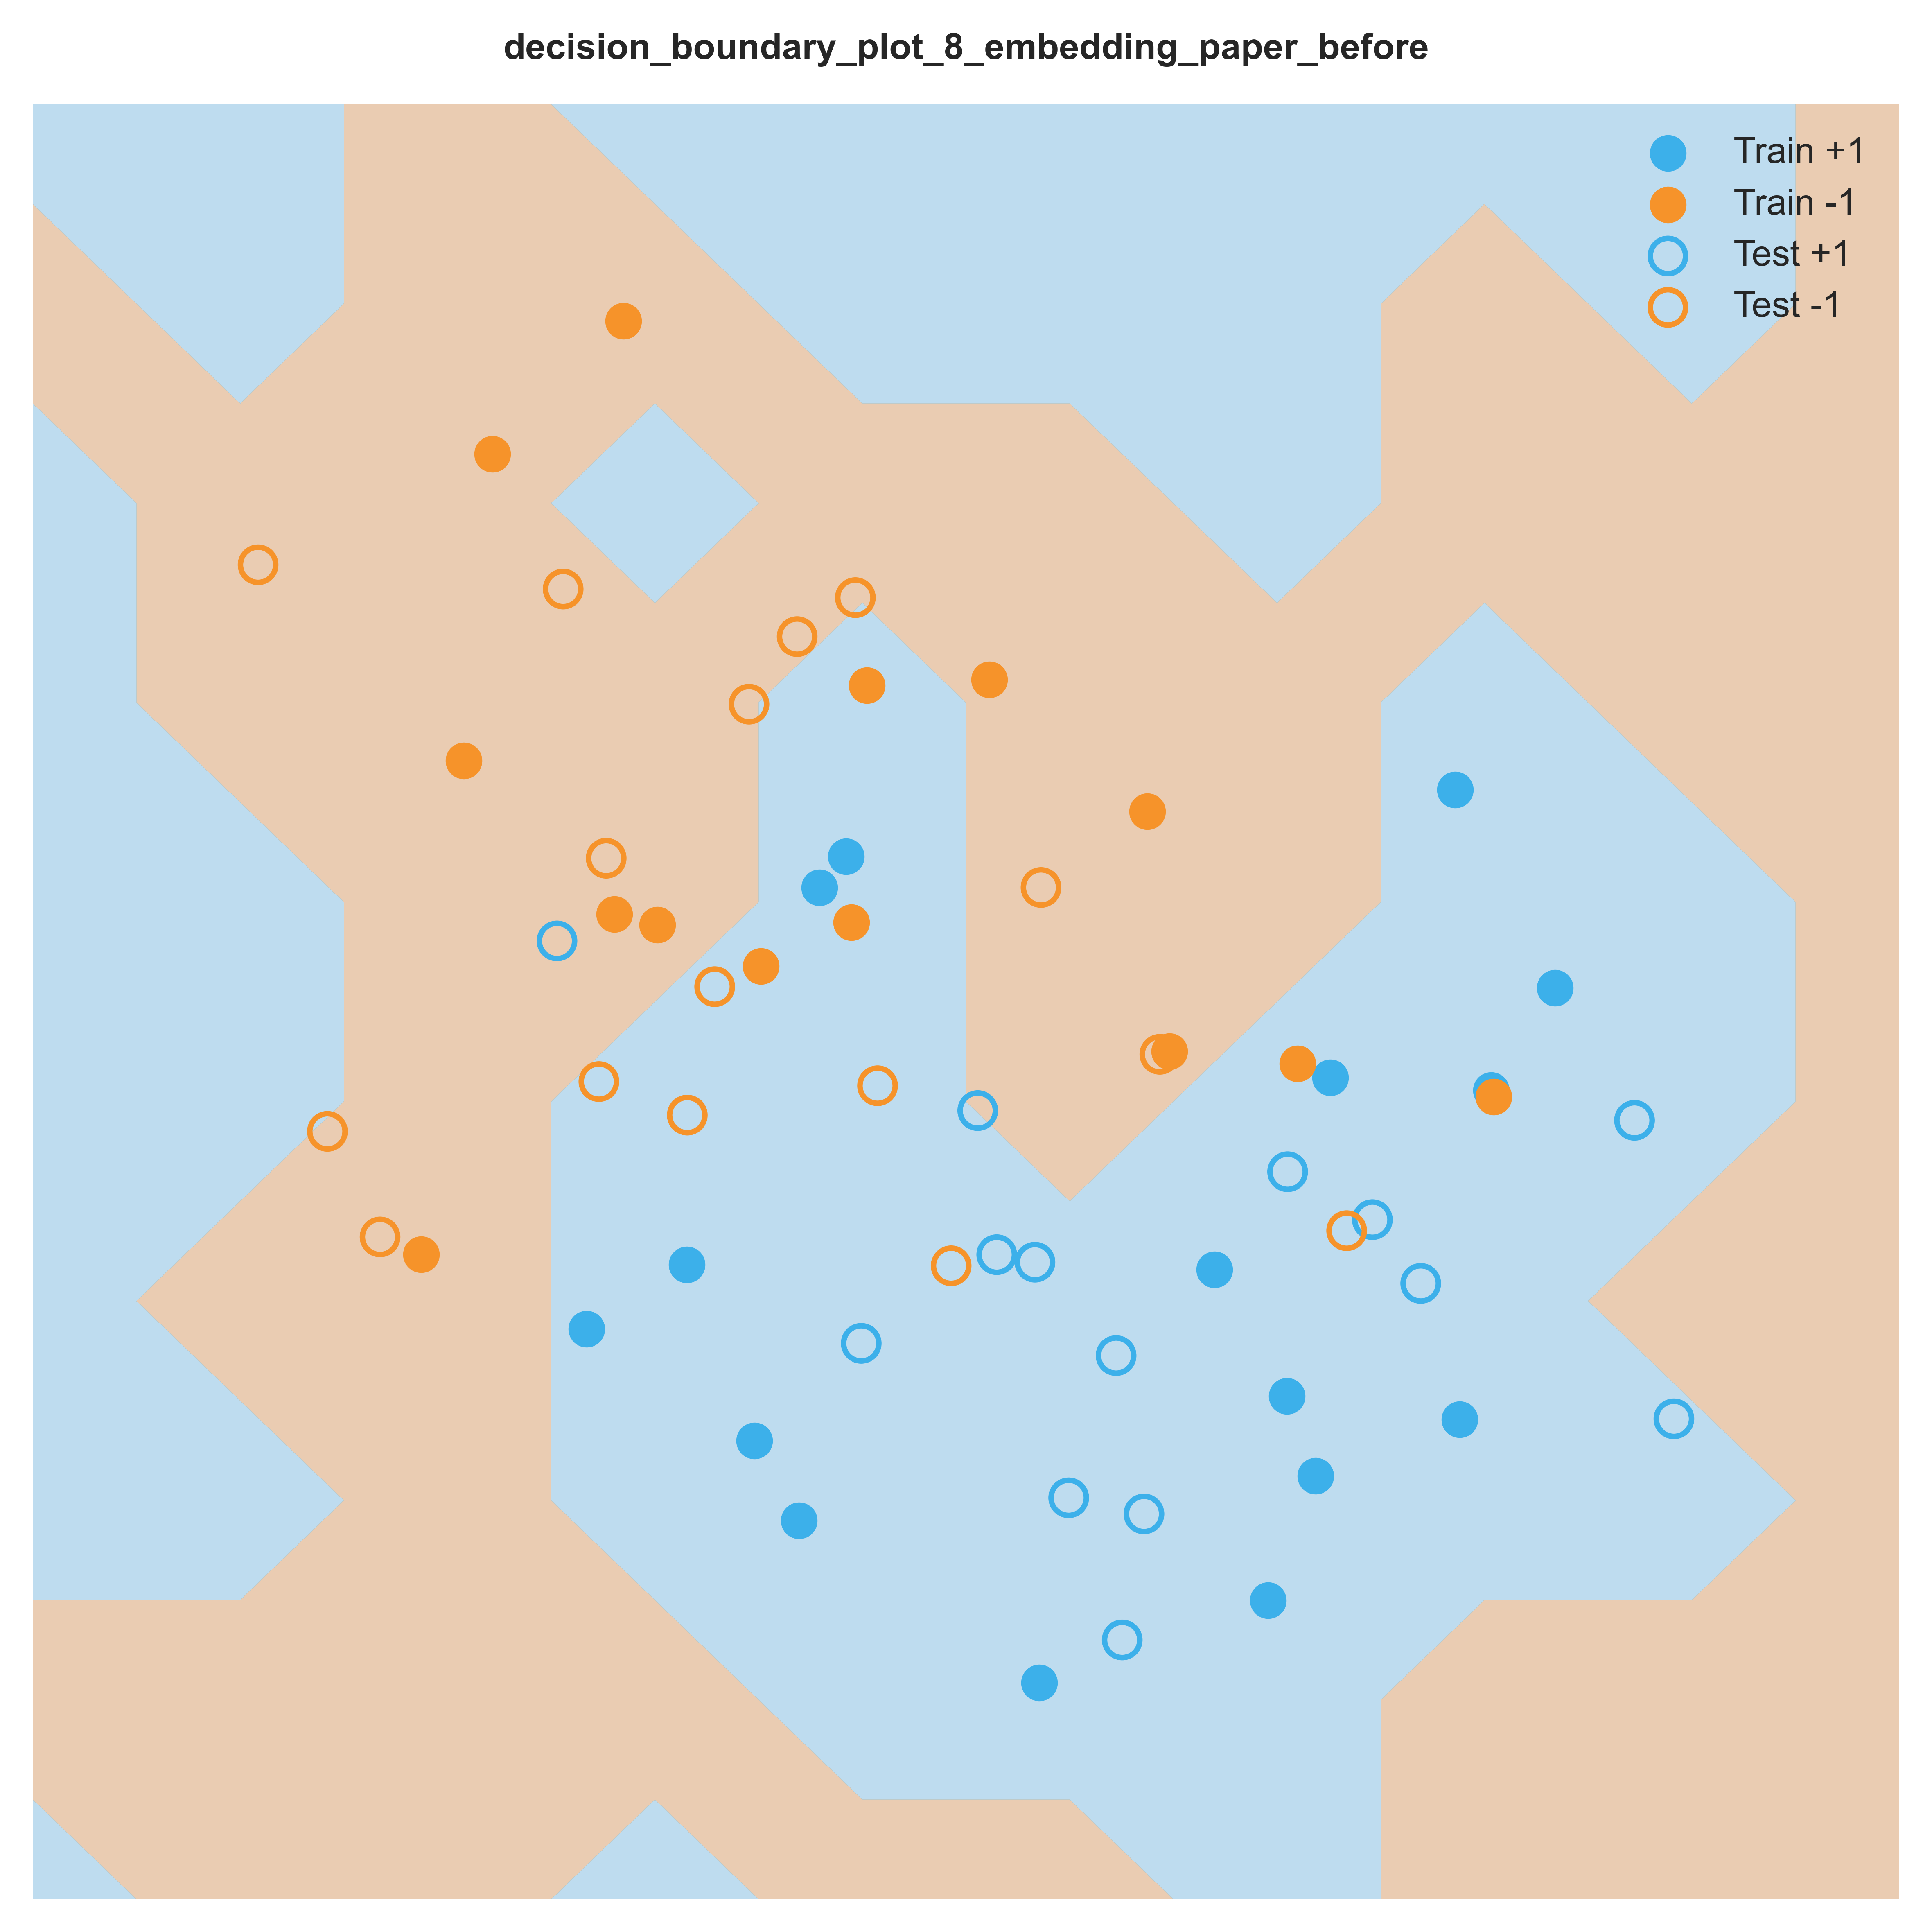 decision_boundary_plot_8_embedding_paper_before
Train +1
Train -1
Test +1
Test -1